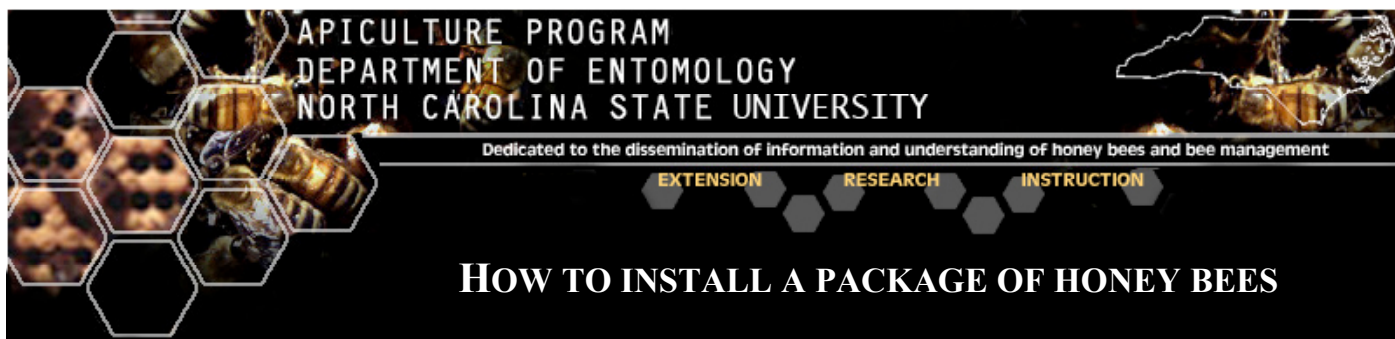 APICULTURE PROGRAM
DEPARTMENT OF ENTOMOLOGY
NORTH CAROLINA STATE UNIVERSITY
Dedicated to the dissemination of information and understanding of honey bees and bee management
EXTENSION RESEARCH INSTRUCTION
HOW TO INSTALL A PACKAGE OF HONEY BEES